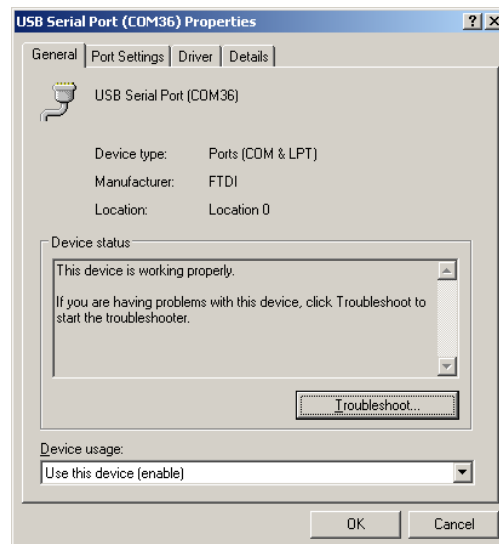 USB Serial Port (COM36) Properties
General
Port Settings
Driver
Details
USB Serial Port (COM36)
Device type: Ports (COM & LPT)
Manufacturer: FTDI
Location: Location 0
Device status
This device is working properly.
If you are having problems with this device, click Troubleshoot to
start the troubleshooter.
Troubleshoot...
Device usage:
Use this device (enable)
OK
Cancel